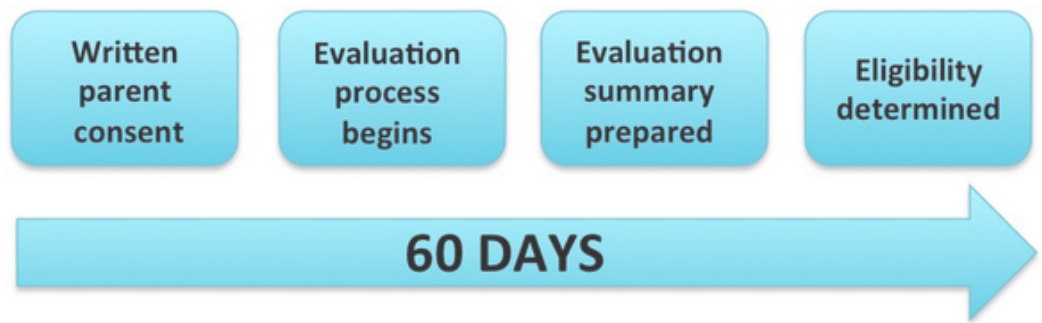 Written
parent
consent
Evaluation
process
begins
Evaluation
summary
prepared
Eligibility
determined
60 DAYS